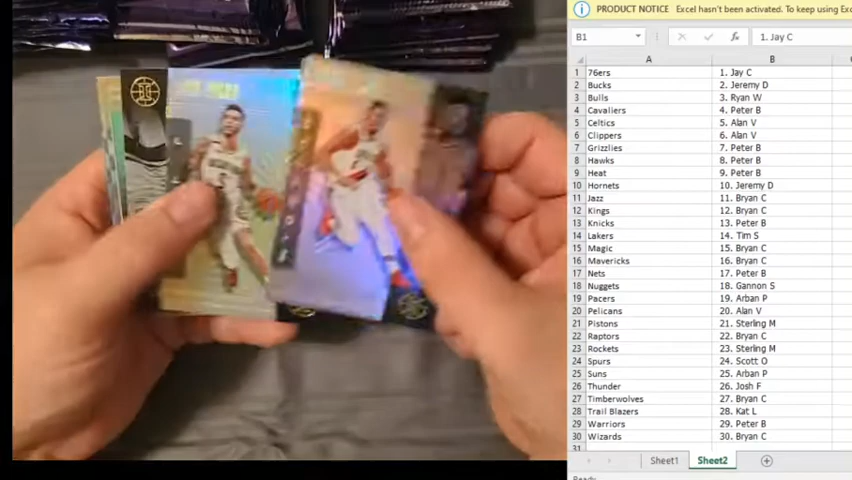 PRODUCT NOTICE Excel hasn't been activated. To keep using Exc
B1 fx 1. Jay C
A B
1 76ers 1. Jay C
2 Bucks 2. Jeremy D
3 Bulls 3. Ryan W
4 Cavaliers 4. Peter B
5 Celtics 5. Alan V
6 Clippers 6. Alan V
7 Grizzlies 7. Peter B
8 Hawks 8. Peter B
9 Heat 9. Peter B
10 Hornets 10. Jeremy D
11 Jazz 11. Bryan C
12 Kings 12. Bryan C
13 Knicks 13. Peter B
14 Lakers 14. Tim S
15 Magic 15. Bryan C
16 Mavericks 16. Bryan C
17 Nets 17. Peter B
18 Nuggets 18. Gannon S
19 Pacers 19. Arban P
20 Pelicans 20. Alan V
21 Pistons 21. Sterling M
22 Raptors 22. Bryan C
23 Rockets 23. Sterling M
24 Spurs 24. Scott O
25 Suns 25. Arban P
26 Thunder 26. Josh F
27 Timberwolves 27. Bryan C
28 Trail Blazers 28. Kat L
29 Warriors 29. Peter B
30 Wizards 30. Bryan C
31
Sheet1 Sheet2
Ready